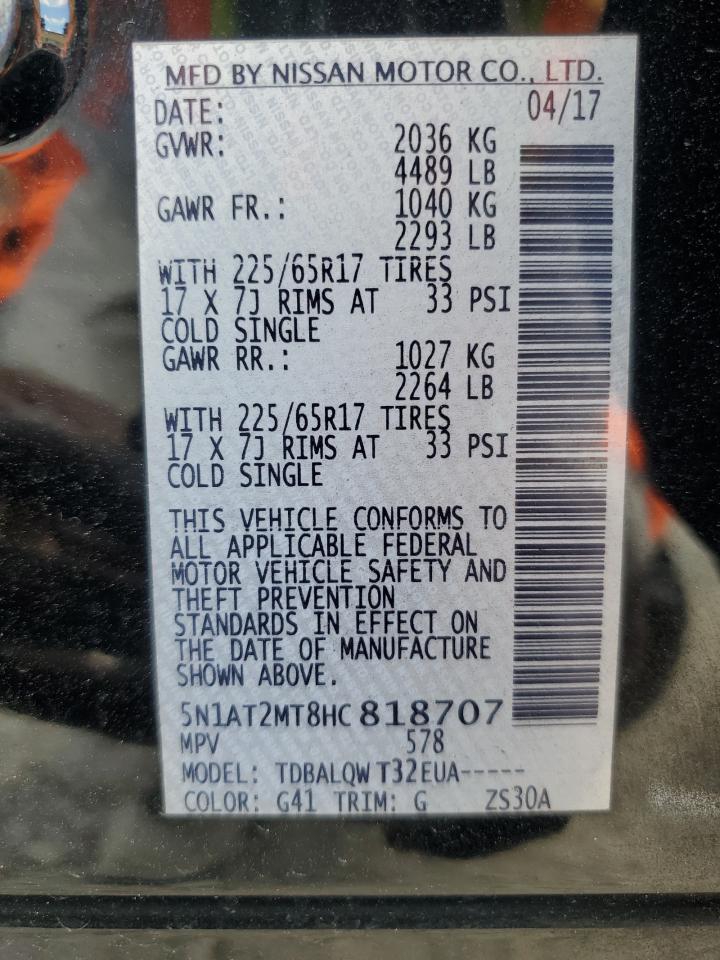 MFD BY NISSAN MOTOR CO., LTD.
DATE: 04/17
GVWR: 2036 KG
4489 LB
GAWR FR.: 1040 KG
2293 LB
WITH 225/65R17 TIRES
17 X 7J RIMS AT 33 PSI
COLD SINGLE
GAWR RR.: 1027 KG
2264 LB
WITH 225/65R17 TIRES
17 X 7J RIMS AT 33 PSI
COLD SINGLE
THIS VEHICLE CONFORMS TO
ALL APPLICABLE FEDERAL
MOTOR VEHICLE SAFETY AND
THEFT PREVENTION
STANDARDS IN EFFECT ON
THE DATE OF MANUFACTURE
SHOWN ABOVE.
5N1AT2MT8HC818707
MPV 578
MODEL: TDBALQW T32EUA-----
COLOR: G41 TRIM: G ZS30A